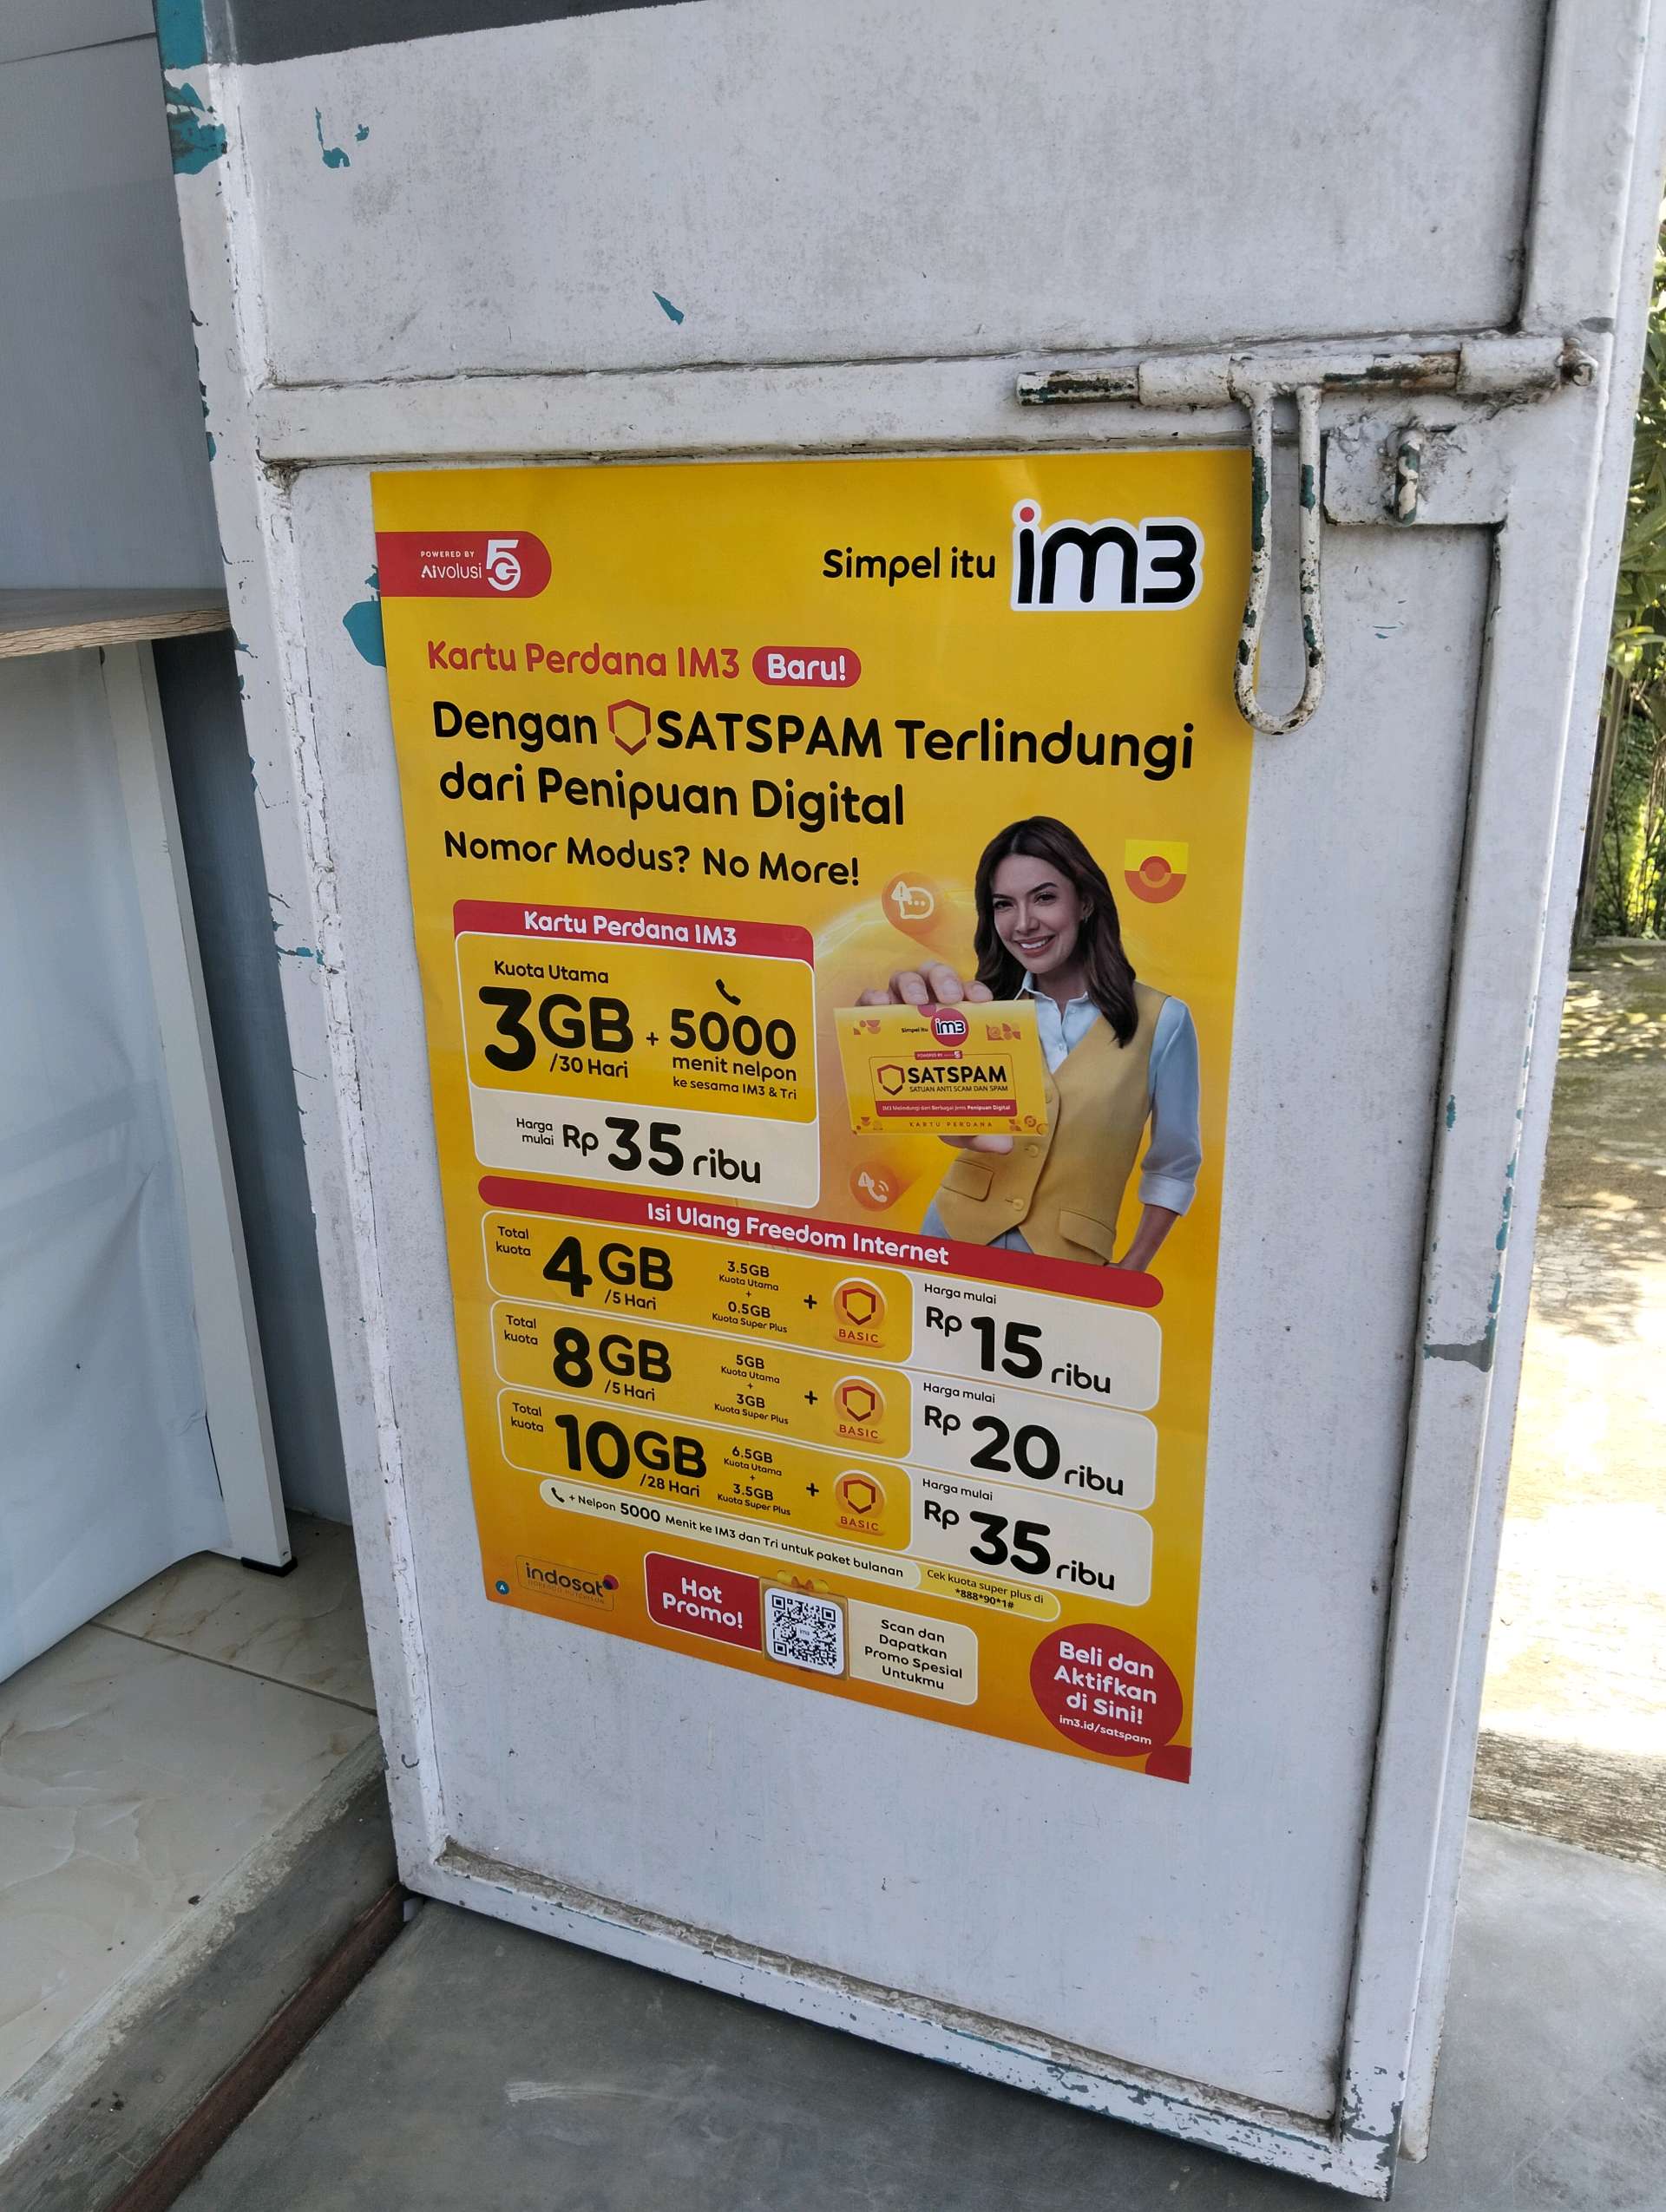 POWERED BY
AIvolusi 5G
Simpel itu im3
Kartu Perdana IM3 Baru!
Dengan SATSPAM Terlindungi
dari Penipuan Digital
Nomor Modus? No More!
Kartu Perdana IM3
Kuota Utama
3GB
/30 Hari
+ 5000
menit nelpon
ke sesama IM3 & Tri
Harga
mulai
Rp 35 ribu
Simpel itu im3
SATSPAM
SATUAN ANTI SCAM DAN SPAM
IM3 Melindungi dari Berbagai Jenis Penipuan Digital
KARTU PERDANA
Isi Ulang Freedom Internet
Total
kuota
4GB
/5 Hari
3.5GB
Kuota Utama
+
0.5GB
Kuota Super Plus
+
BASIC
Harga mulai
Rp 15 ribu
Total
kuota
8GB
/5 Hari
5GB
Kuota Utama
+
3GB
Kuota Super Plus
+
BASIC
Harga mulai
Rp 20 ribu
Total
kuota
10GB
/28 Hari
6.5GB
Kuota Utama
+
3.5GB
Kuota Super Plus
+
BASIC
Harga mulai
Rp 35 ribu
+ Nelpon 5000 Menit ke IM3 dan Tri untuk paket bulanan
Cek kuota super plus di
*888*90*1#
indosat
Hot
Promo!
Scan dan
Dapatkan
Promo Spesial
Untukmu
Beli dan
Aktifkan
di Sini!
im3.id/satspam